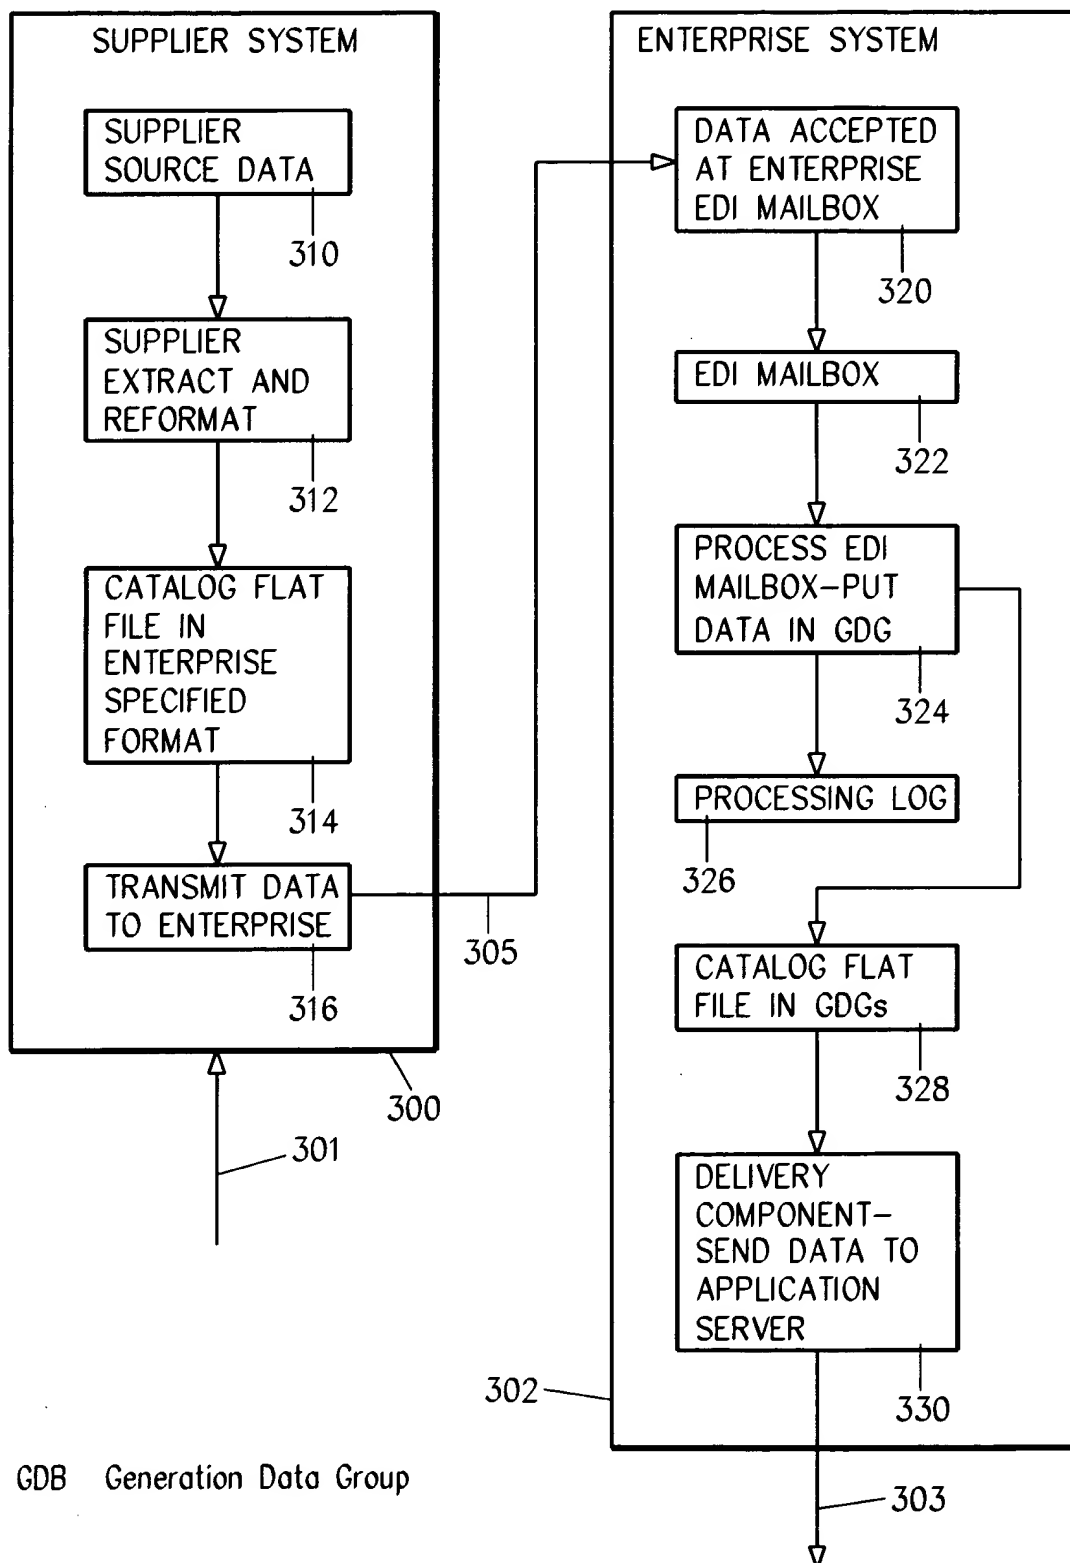 SUPPLIER SYSTEM
SUPPLIER
SOURCE DATA
310
SUPPLIER
EXTRACT AND
REFORMAT
312
CATALOG FLAT
FILE IN
ENTERPRISE
SPECIFIED
FORMAT
314
TRANSMIT DATA
TO ENTERPRISE
316
305
300
301
ENTERPRISE SYSTEM
DATA ACCEPTED
AT ENTERPRISE
EDI MAILBOX
320
EDI MAILBOX
322
PROCESS EDI
MAILBOX-PUT
DATA IN GDG
324
PROCESSING LOG
326
CATALOG FLAT
FILE IN GDGs
328
DELIVERY
COMPONENT-
SEND DATA TO
APPLICATION
SERVER
330
302
303
GDB Generation Data Group